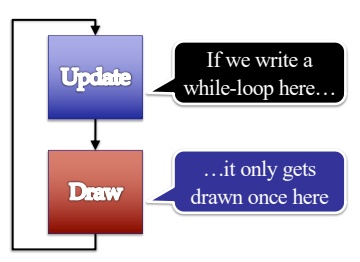 Update
If we write a
while-loop here…
Draw
…it only gets
drawn once here